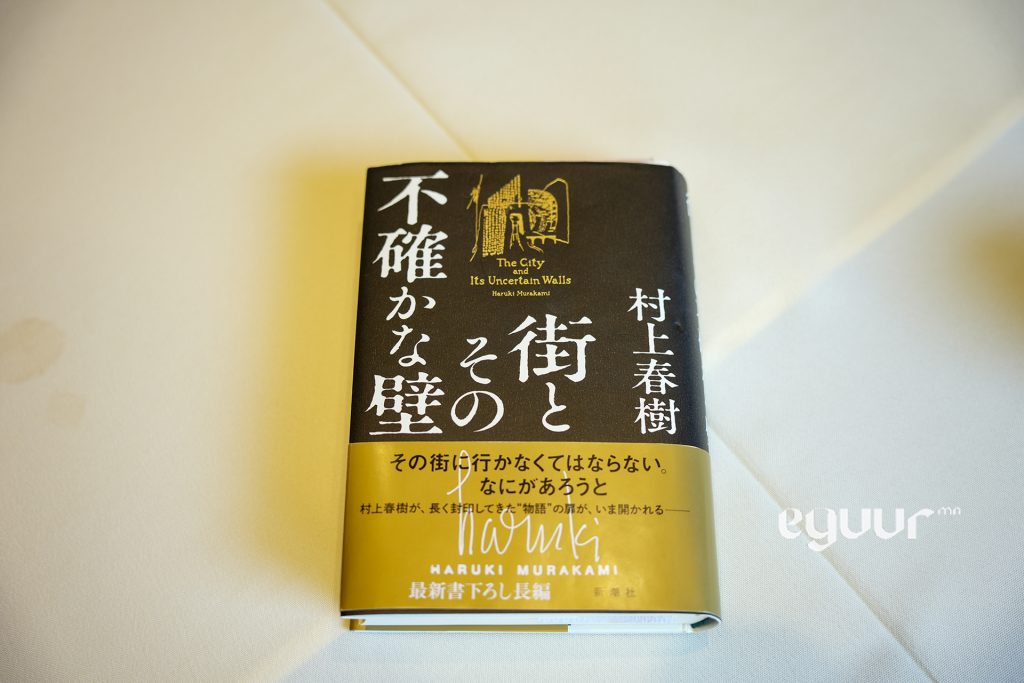 The City
and
Its Uncertain Walls
Haruki Murakami
村上春樹
街と
その
不確かな壁
その街に行かなくてはならない。
なにがあろうと
村上春樹が、長く封印してきた“物語”の扉が、いま開かれる——
haruki
HARUKI MURAKAMI
最新書下ろし長編
新潮社
eguur.mn